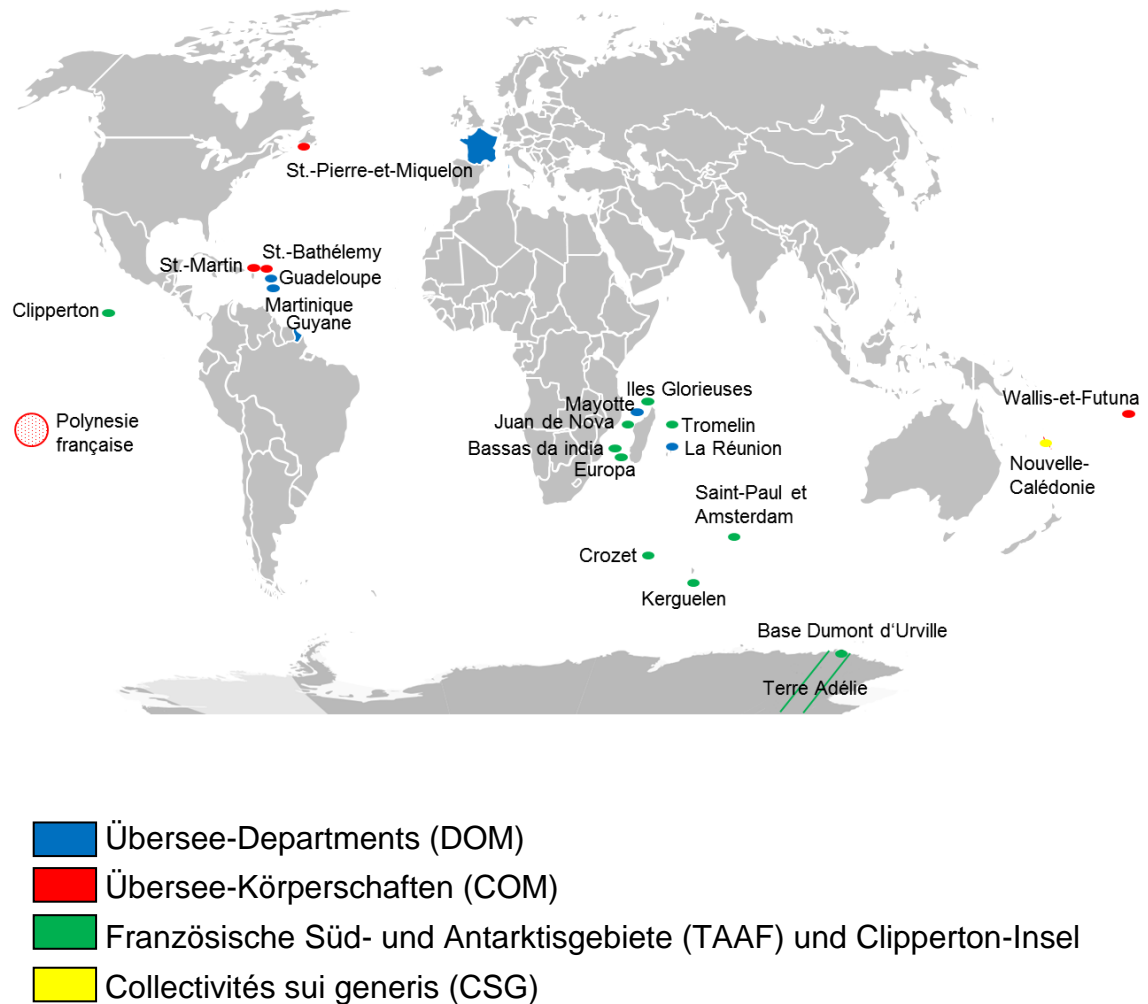 St.-Pierre-et-Miquelon
St.-Bathélemy
St.-Martin
Guadeloupe
Martinique
Clipperton
Guyane
Iles Glorieuses
Mayotte
Wallis-et-Futuna
Polynesie
française
Juan de Nova
Tromelin
Bassas da india
La Réunion
Europa
Nouvelle-
Calédonie
Saint-Paul et
Amsterdam
Crozet
Kerguelen
Base Dumont d‘Urville
Terre Adélie
Übersee-Departments (DOM)
Übersee-Körperschaften (COM)
Französische Süd- und Antarktisgebiete (TAAF) und Clipperton-Insel
Collectivités sui generis (CSG)